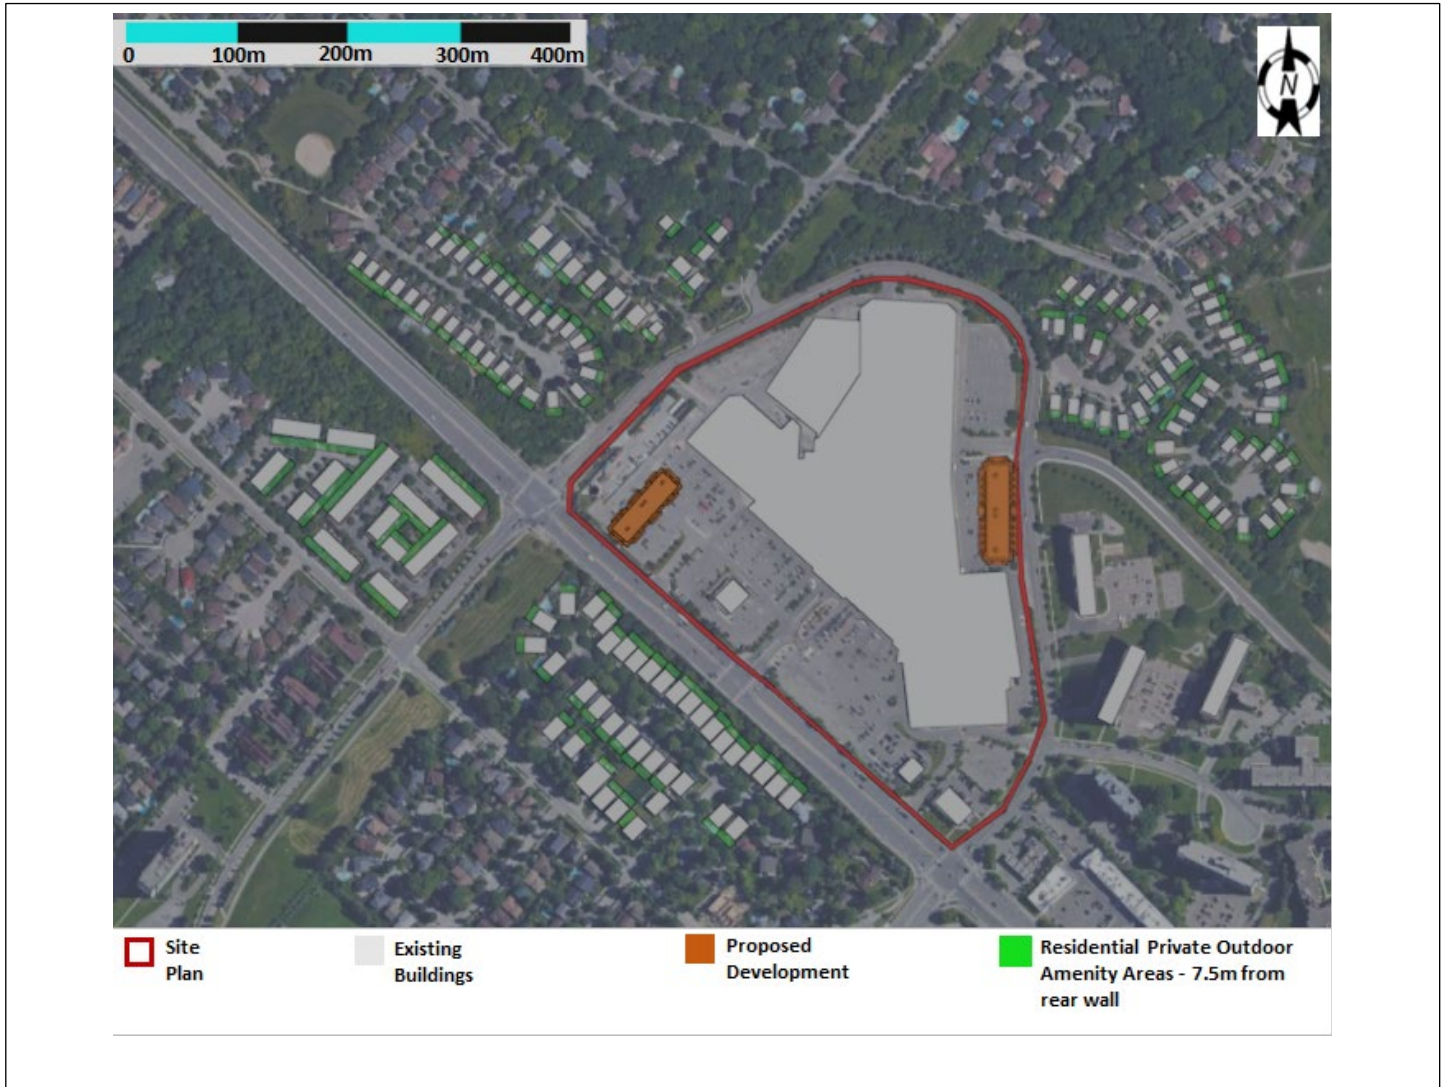 0 100m 200m 300m 400m
N
Site
Plan
Existing
Buildings
Proposed
Development
Residential Private Outdoor
Amenity Areas - 7.5m from
rear wall